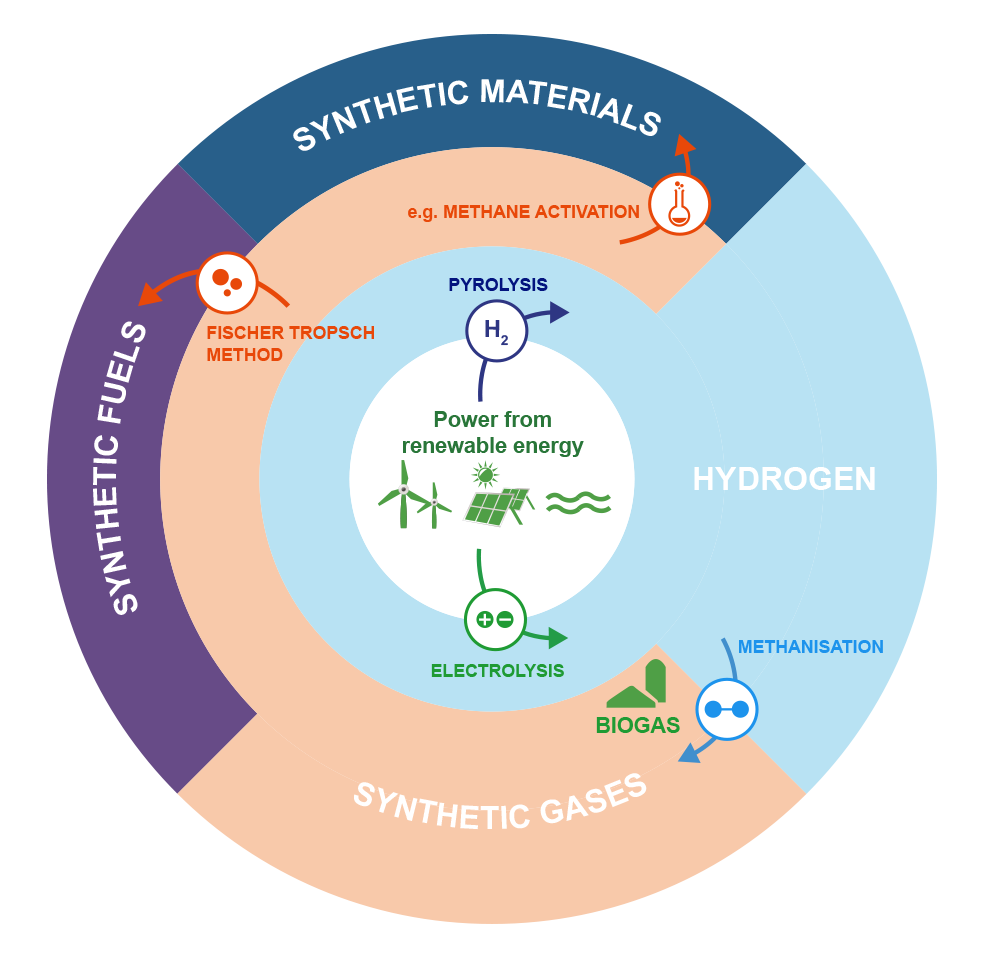 SYNTHETIC MATERIALS
e.g. METHANE ACTIVATION
PYROLYSIS
H2
FISCHER TROPSCH
METHOD
SYNTHETIC FUELS
Power from
renewable energy
HYDROGEN
ELECTROLYSIS
METHANISATION
BIOGAS
SYNTHETIC GASES